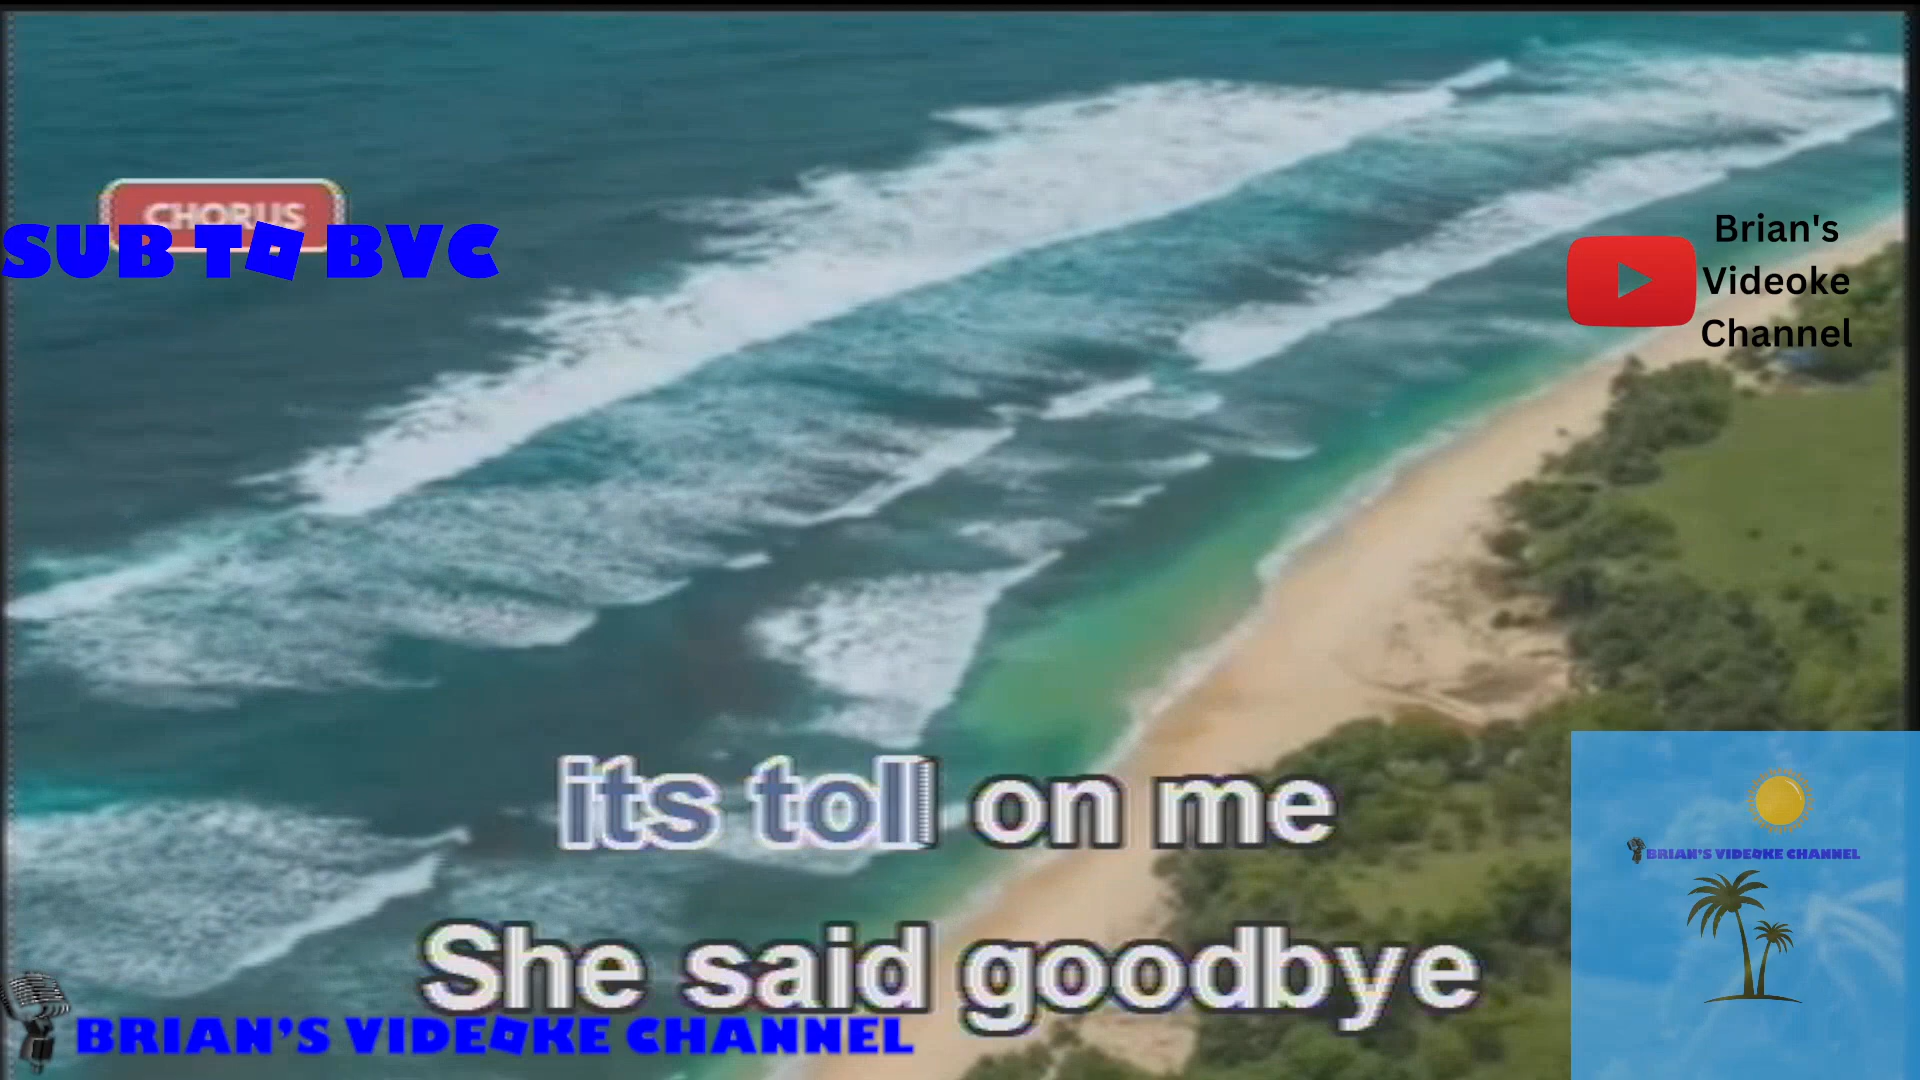 CHORUS
SUB TO BVC
Brian's
Videoke
Channel
its toll on me
She said goodbye
BRIAN'S VIDEOKE CHANNEL
BRIAN'S VIDEOKE CHANNEL